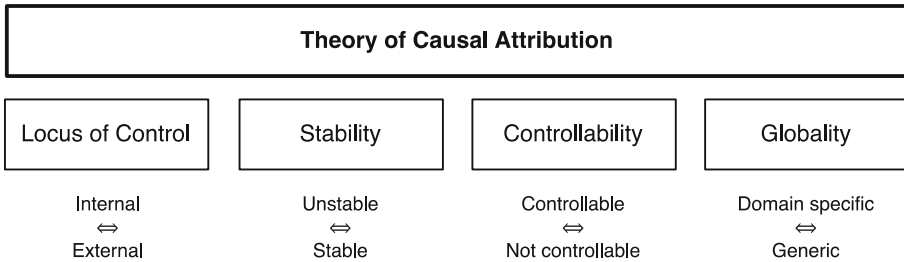 Theory of Causal Attribution
Locus of Control
Stability
Controllability
Globality
Internal
⇔
External
Unstable
⇔
Stable
Controllable
⇔
Not controllable
Domain specific
⇔
Generic